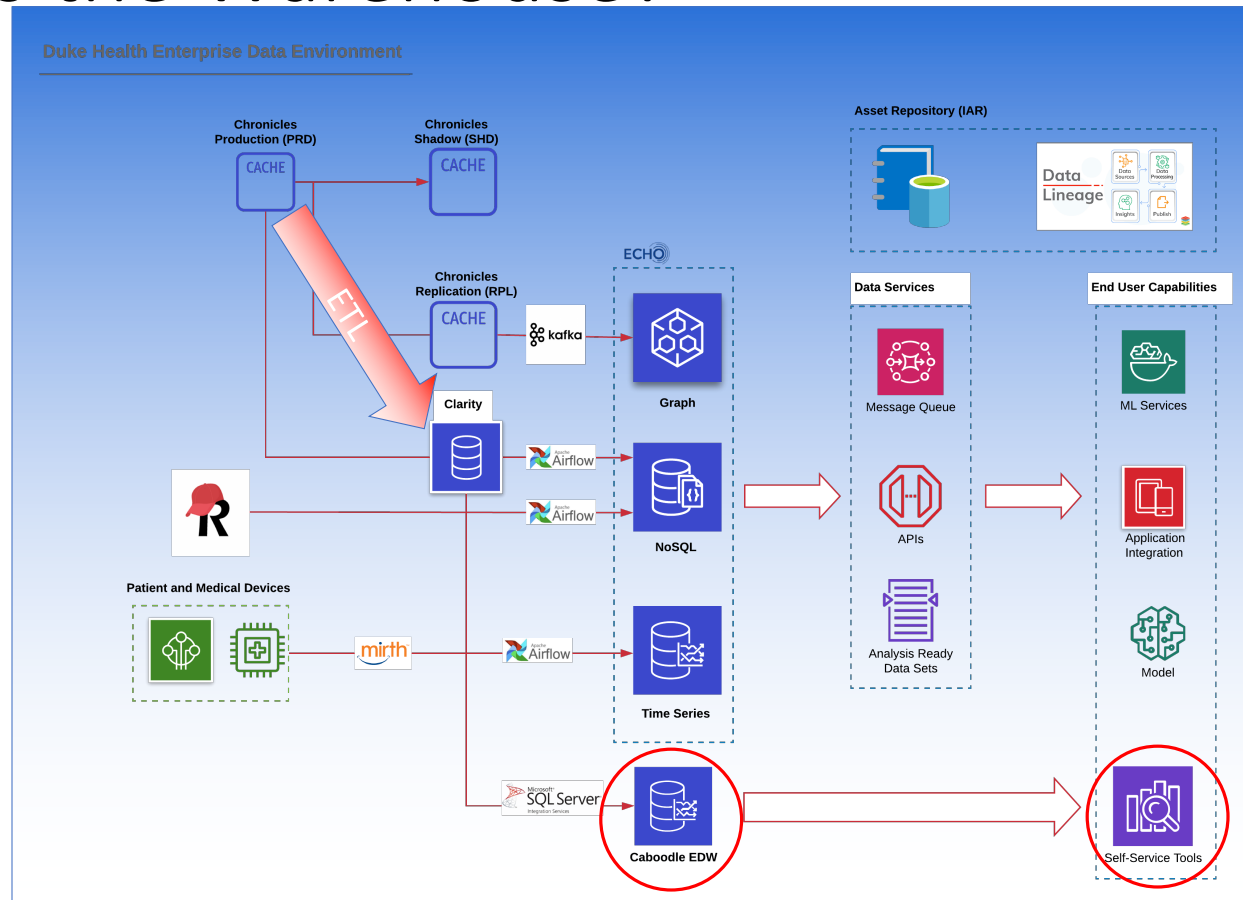 the Warehouse?
Duke Health Enterprise Data Environment
Chronicles
Production (PRD)
CACHE
Chronicles
Shadow (SHD)
CACHE
Asset Repository (IAR)
Data
Lineage
Data
Sources
Data
Processing
Insights
Publish
ETL
Chronicles
Replication (RPL)
CACHE
kafka
ECHO
Graph
Data Services
Message Queue
End User Capabilities
ML Services
Clarity
Apache
Airflow
R
Apache
Airflow
NoSQL
APIs
Application
Integration
Patient and Medical Devices
mirth
Apache
Airflow
Time Series
Analysis Ready
Data Sets
Model
Microsoft
SQL Server
Integration Services
Caboodle EDW
Self-Service Tools